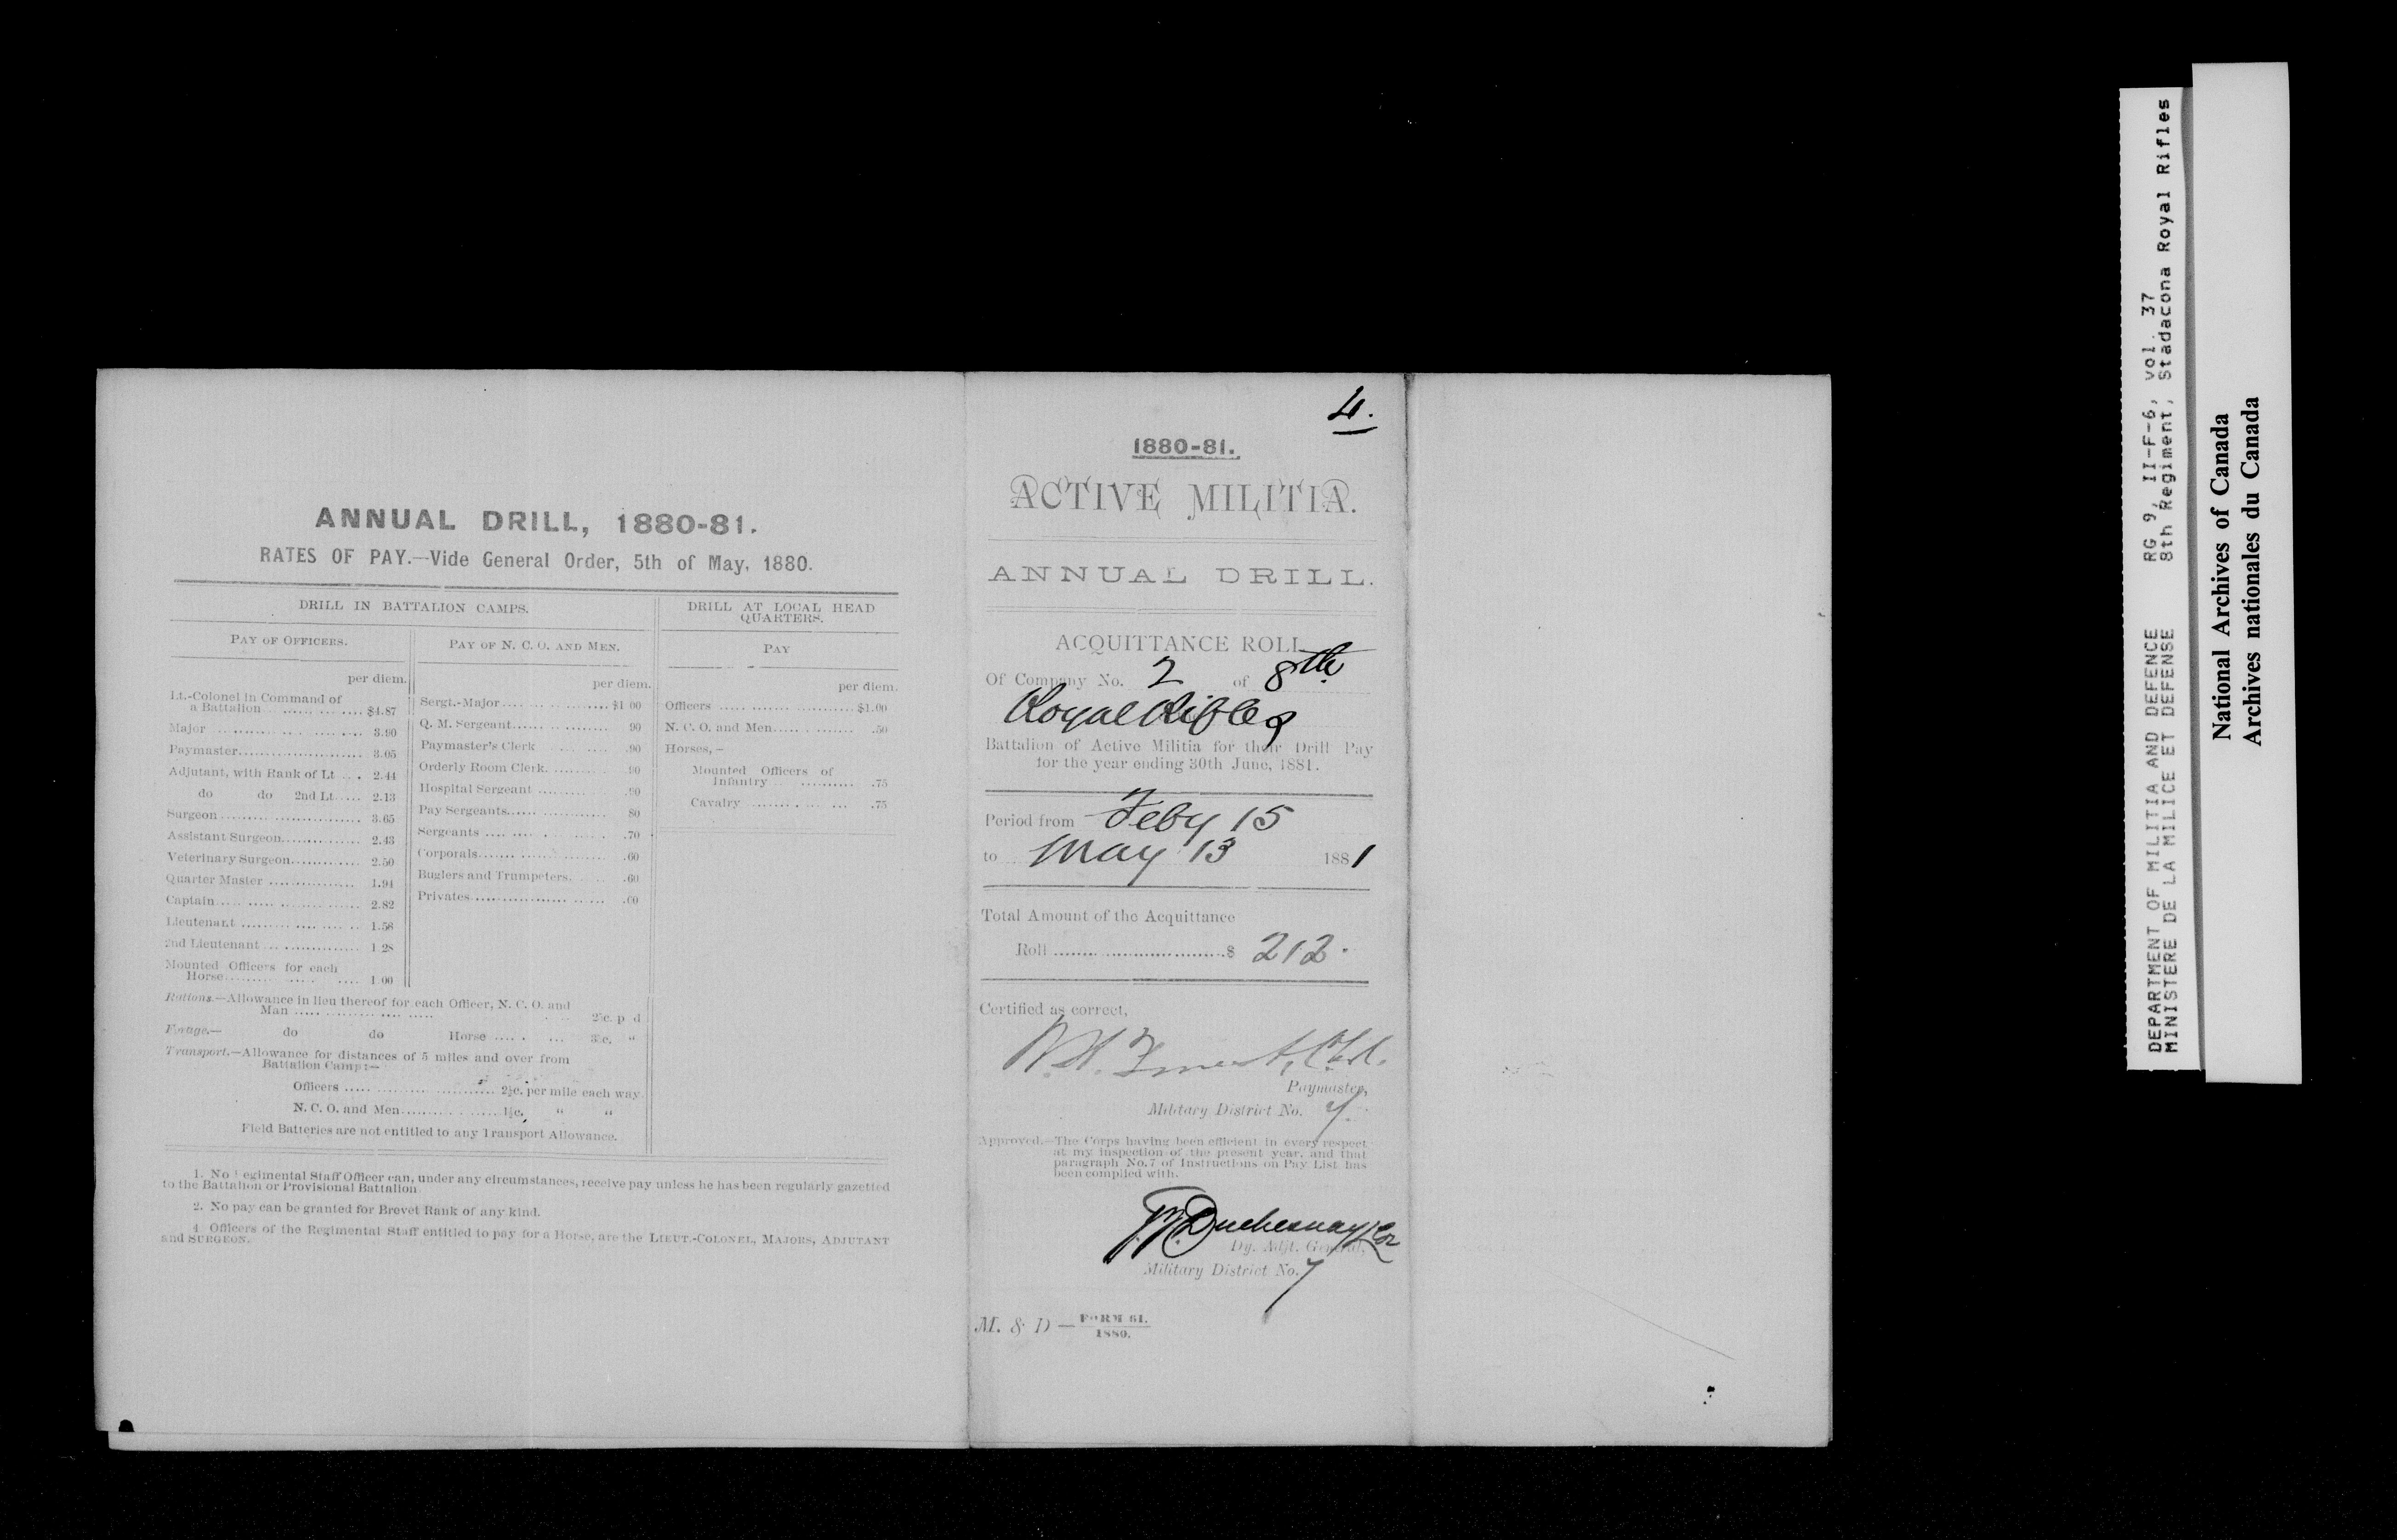 ANNUAL DRILL, 1880-81.
RATES OF PAY.—Vide General Order, 5th of May, 1880.
DRILL IN BATTALION CAMPS.
PAY OF OFFICERS.
per diem.
Lt.-Colonel in Command of
a Battalion ............ $4.87
Major ............ 3.90
Paymaster ............ 3.05
Adjutant, with Rank of Lt .... 2.44
do do 2nd Lt ..... 2.13
Surgeon ............ 3.65
Assistant Surgeon ............ 2.43
Veterinary Surgeon ............ 2.50
Quarter Master ............ 1.94
Captain ............ 2.82
Lieutenant ............ 1.58
2nd Lieutenant ............ 1 28
Mounted Officers for each
Horse ............ 1 00
PAY OF N. C. O. AND MEN.
per diem.
Sergt.-Major ............ $1 00
Q. M. Sergeant ............ 90
Paymaster's Clerk ............ .90
Orderly Room Clerk. ............ .90
Hospital Sergeant ............ .90
Pay Sergeants ............ 80
Sergeants ............ .70
Corporals ............ .60
Buglers and Trumpeters. ............ .60
Privates ............
DRILL AT LOCAL HEAD
QUARTERS.
PAY
per diem.
Officers ............ $1.00
N. C. O. and Men ............ .50
Horses,—
Mounted Officers of
Infantry ............ .75
Cavalry ............ .75
Rations.—Allowance in lieu thereof for each Officer, N. C. O. and
Man ............ p d
Forage.— do do Horse ............ "
Transport.—Allowance for distances of 5 miles and over from
Battalion Camp:—
Officers ............ 2½c. per mile each way.
N. C. O. and Men ............ 1½c. " "
Field Batteries are not entitled to any Transport Allowance.
1. No egimental Staff Officer can, under any circumstances, receive pay unless he has been regularly gazetted
to the Battalion or Provisional Battalion.
2. No pay can be granted for Brevet Rank of any kind.
4 Officers of the Regimental Staff entitled to pay for a Horse, are the LIEUT.-COLONEL, MAJORS, ADJUTANT
and SURGEON.
4.
1880-81.
ACTIVE MILITIA.
ANNUAL DRILL.
ACQUITTANCE ROLL
Of Company No. 2 of 8th
Royal Rifles
Battalion of Active Militia for their Drill Pay
for the year ending 30th June, 1881.
Period from Feby 15
to May 13 1881
Total Amount of the Acquittance
Roll ............ $ 212.
Certified as correct,
Paymaster,
Military District No. 7.
Approved.—The Corps having been efficient in every respect
at my inspection of the present year, and that
paragraph No. 7 of Instructions on Pay List has
been complied with.
Duchesnay
Dy. Adjt. General,
Military District No. 7
M. & D — FORM 61.
1880.
DEPARTMENT OF MILITIA AND DEFENCE RG 9, II-F-6, vol. 37
MINISTERE DE LA MILICE ET DEFENSE 8th Regiment, Stadacona Royal Rifles
National Archives of Canada
Archives nationales du Canada